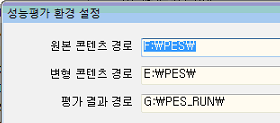 성능평가 환경 설정
원본 콘텐츠 경로 F:\PES\
변형 콘텐츠 경로 E:\PES\
평가 결과 경로 G:\PES_RUN\